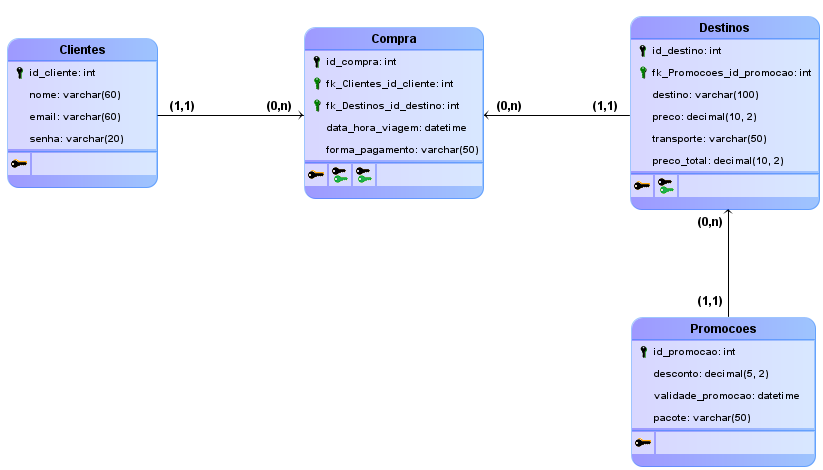 Clientes
id_cliente: int
nome: varchar(60)
email: varchar(60)
senha: varchar(20)
(1,1)
(0,n)
Compra
id_compra: int
fk_Clientes_id_cliente: int
fk_Destinos_id_destino: int
data_hora_viagem: datetime
forma_pagamento: varchar(50)
(0,n)
(1,1)
Destinos
id_destino: int
fk_Promocoes_id_promocao: int
destino: varchar(100)
preco: decimal(10, 2)
transporte: varchar(50)
preco_total: decimal(10, 2)
(0,n)
(1,1)
Promocoes
id_promocao: int
desconto: decimal(5, 2)
validade_promocao: datetime
pacote: varchar(50)